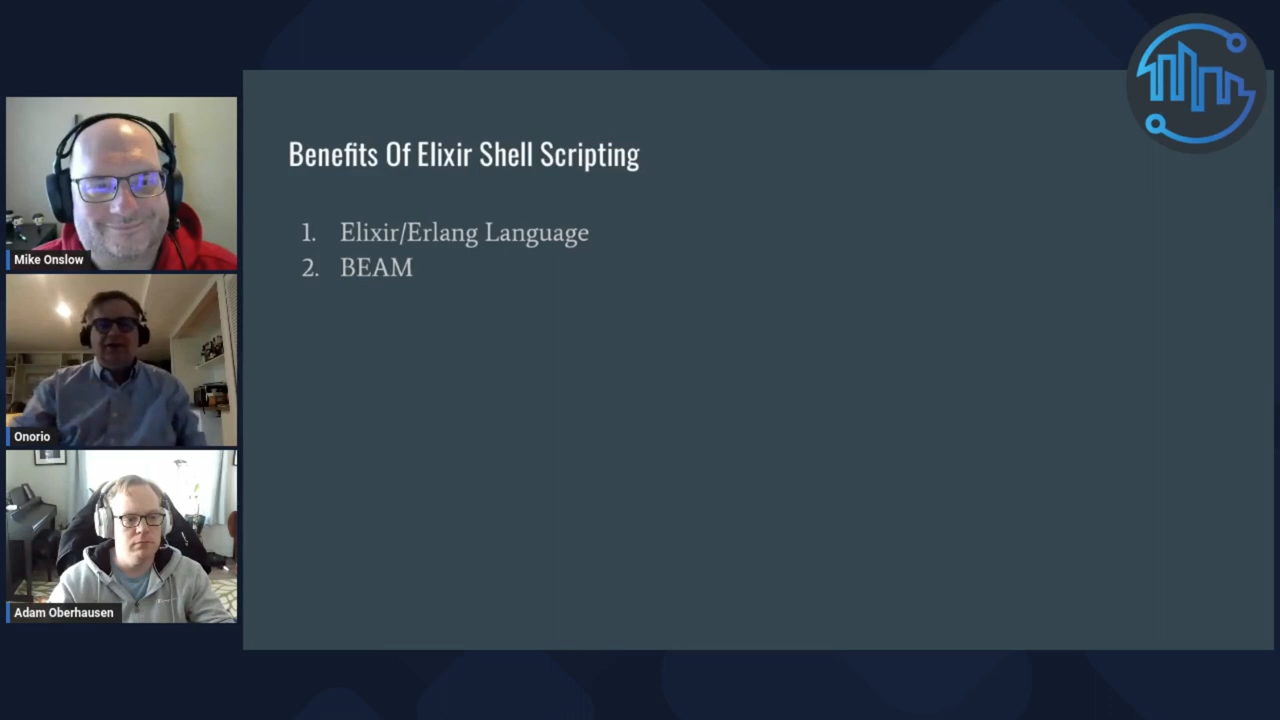 Benefits Of Elixir Shell Scripting
1. Elixir/Erlang Language
2. BEAM
Mike Onslow
Onorio
Adam Oberhausen